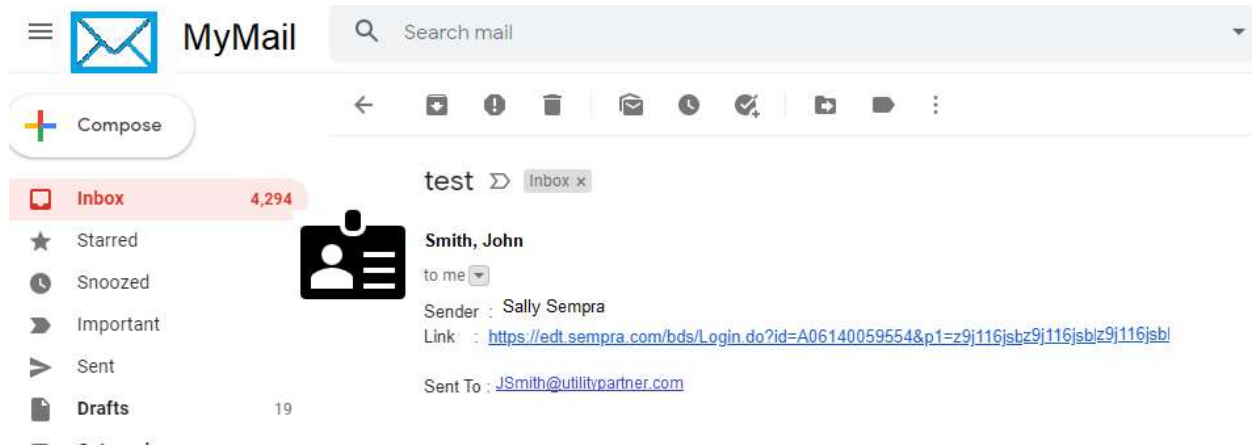 MyMail
Search mail
Compose
Inbox 4,294
Starred
Snoozed
Important
Sent
Drafts 19
test Inbox x
Smith, John
to me
Sender : Sally Sempra
Link : https://edt.sempra.com/bds/Login.do?id=A06140059554&p1=z9j116jsbz9j116jsb|z9j116jsb|
Sent To : JSmith@utilitypartner.com